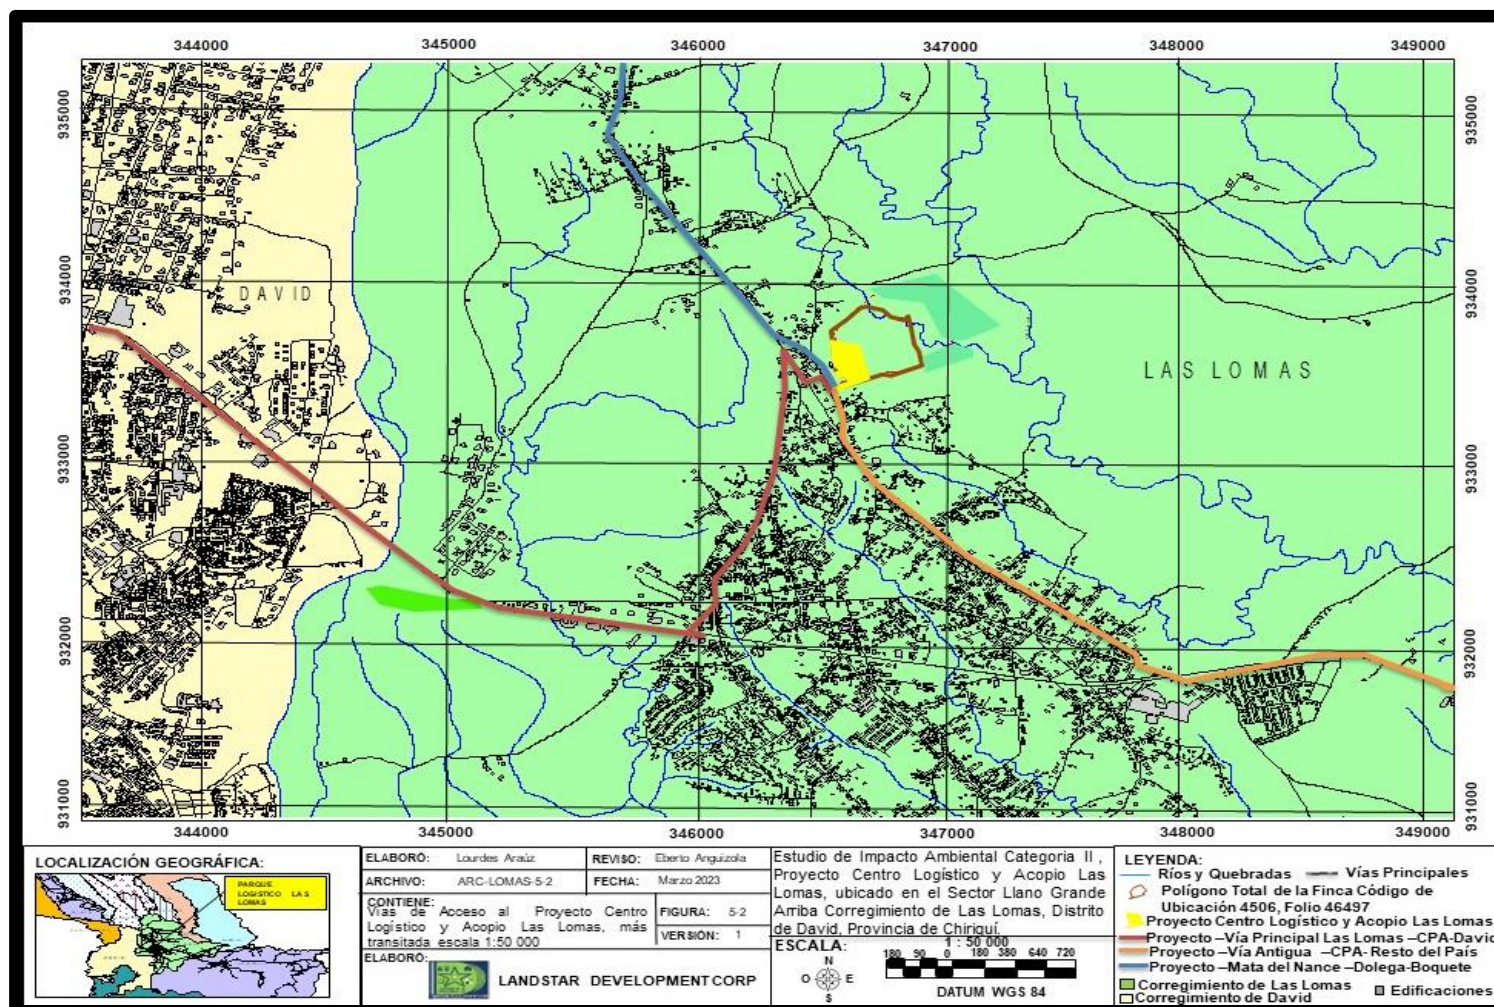 344000 345000 346000 347000 348000 349000
935000 935000
934000 934000
DAVID
LAS LOMAS
933000 933000
932000 932000
931000 931000
344000 345000 346000 347000 348000 349000
LOCALIZACIÓN GEOGRÁFICA:
PARQUE
LOGISTICO LAS
LOMAS
ELABORÓ: Lourdes Araúz
REVISO: Eberto Anguizola
ARCHIVO: ARC-LOMAS-5-2
FECHA: Marzo 2023
CONTIENE:
Vías de Acceso al Proyecto Centro
Logístico y Acopio Las Lomas, más
transitada escala 1:50 000
FIGURA: 5-2
VERSIÓN: 1
ELABORO:
LANDSTAR DEVELOPMENT CORP
Estudio de Impacto Ambiental Categoria II ,
Proyecto Centro Logístico y Acopio Las
Lomas, ubicado en el Sector Llano Grande
Arriba Corregimiento de Las Lomas, Distrito
de David, Provincia de Chiriquí.
ESCALA: 1 : 50 000
180 90 0 180 380 540 720
N
O E
S
DATUM WGS 84
LEYENDA:
Ríos y Quebradas Vías Principales
Polígono Total de la Finca Código de
Ubicación 4506, Folio 46497
Proyecto Centro Logístico y Acopio Las Lomas
Proyecto –Vía Principal Las Lomas –CPA-David
Proyecto –Vía Antigua –CPA- Resto del País
Proyecto –Mata del Nance –Dolega-Boquete
Corregimiento de Las Lomas Edificaciones
Corregimiento de David